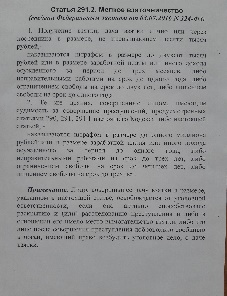 Статья 291.2. Мелкое взяточничество
(введена Федеральным законом от 03.07.2016 N 324-ФЗ)
1. Получение взятки, дача взятки лично или через
посредника в размере, не превышающем десяти тысяч
рублей,
наказываются штрафом в размере до двухсот тысяч
рублей или в размере заработной платы или иного дохода
осужденного за период до трех месяцев, либо
исправительными работами на срок до одного года, либо
ограничением свободы на срок до двух лет, либо лишением
свободы на срок до одного года.
2. Те же деяния, совершенные лицом, имеющим
судимость за совершение преступлений, предусмотренных
статьями 290, 291, 291.1 настоящего Кодекса либо настоящей
статьей,
наказываются штрафом в размере до одного миллиона
рублей или в размере заработной платы или иного дохода
осужденного за период до одного года, либо
исправительными работами на срок до трех лет, либо
ограничением свободы на срок до четырех лет, либо
лишением свободы на срок до трех лет.
Примечание. Лицо, совершившее дачу взятки в размере,
указанном в настоящей статье, освобождается от уголовной
ответственности, если оно активно способствовало
раскрытию и (или) расследованию преступления и либо в
отношении его имело место вымогательство взятки, либо это
лицо после совершения преступления добровольно сообщило
в орган, имеющий право возбудить уголовное дело, о даче
взятки.